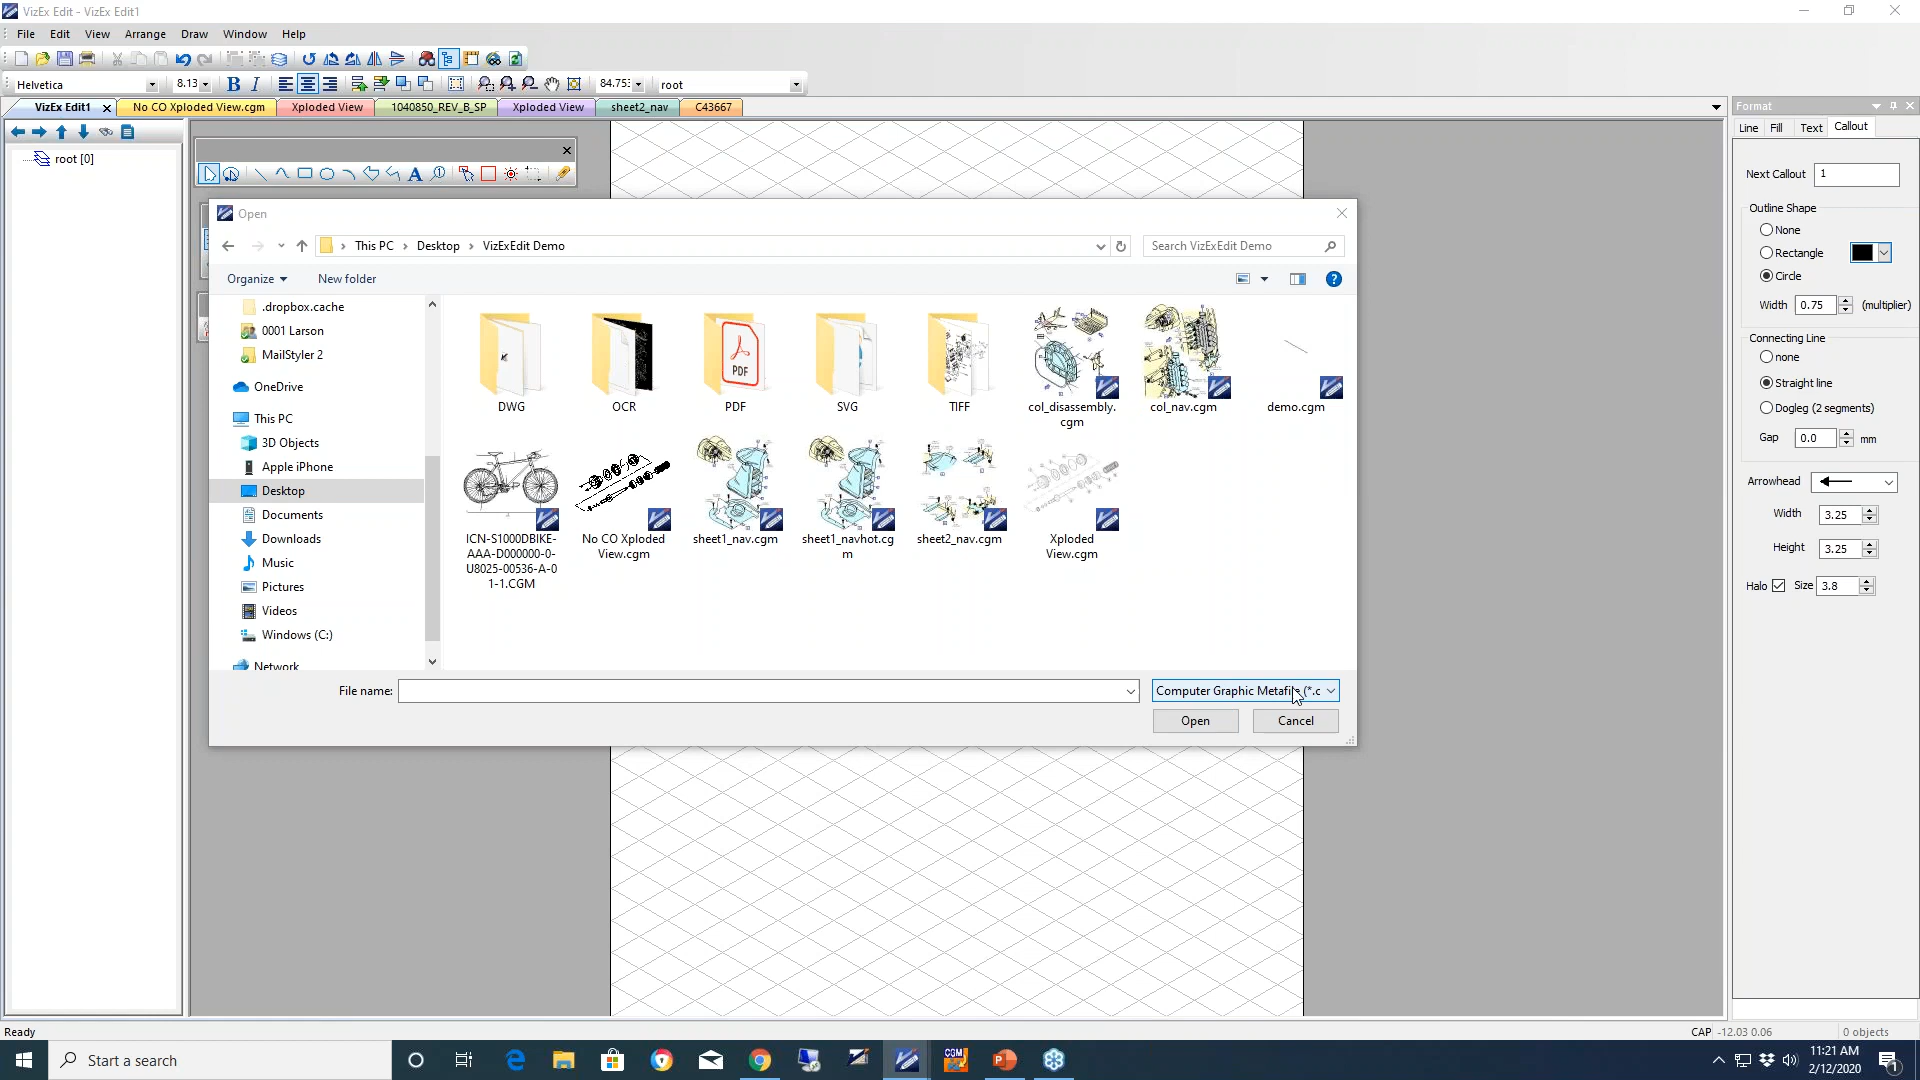 VizEx Edit - VizEx Edit1
File Edit View Arrange Draw Window Help
Helvetica 8.13 B I 84.75: root
VizEx Edit1 No CO Xploded View.cgm Xploded View 1040850_REV_B_SP Xploded View sheet2_nav C43667
root [0]
A
Open
This PC Desktop VizExEdit Demo Search VizExEdit Demo
Organize New folder
.dropbox.cache
0001 Larson
MailStyler 2
OneDrive
This PC
3D Objects
Apple iPhone
Desktop
Documents
Downloads
Music
Pictures
Videos
Windows (C:)
Network
PDF
DWG OCR PDF SVG TIFF col_disassembly.cgm col_nav.cgm demo.cgm
ICN-S1000DBIKE-
AAA-D000000-0-
U8025-00536-A-0
1-1.CGM
No CO Xploded
View.cgm
sheet1_nav.cgm
sheet1_navhot.cg
m
sheet2_nav.cgm
Xploded
View.cgm
File name: Computer Graphic Metafile (*.c
Open Cancel
Format
Line Fill Text Callout
Next Callout 1
Outline Shape
None
Rectangle
Circle
Width 0.75 (multiplier)
Connecting Line
none
Straight line
Dogleg (2 segments)
Gap 0.0 mm
Arrowhead
Width 3.25
Height 3.25
Halo Size 3.8
Ready CAP -12.03 0.06 0 objects
Start a search
CGM
11:21 AM
2/12/2020
1